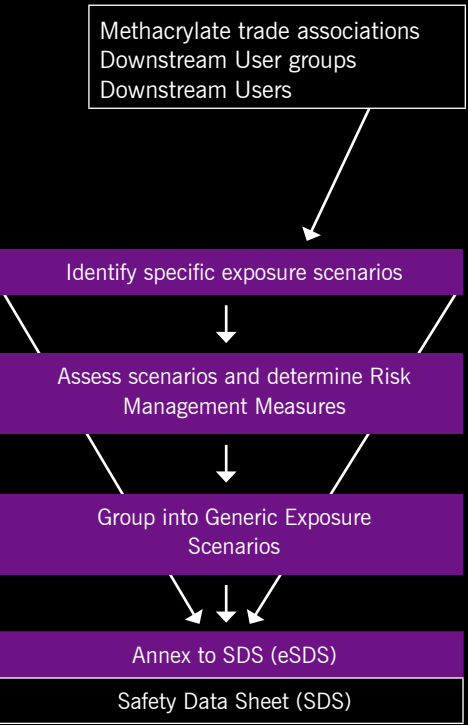 Methacrylate trade associations
Downstream User groups
Downstream Users
Identify specific exposure scenarios
Assess scenarios and determine Risk
Management Measures
Group into Generic Exposure
Scenarios
Annex to SDS (eSDS)
Safety Data Sheet (SDS)